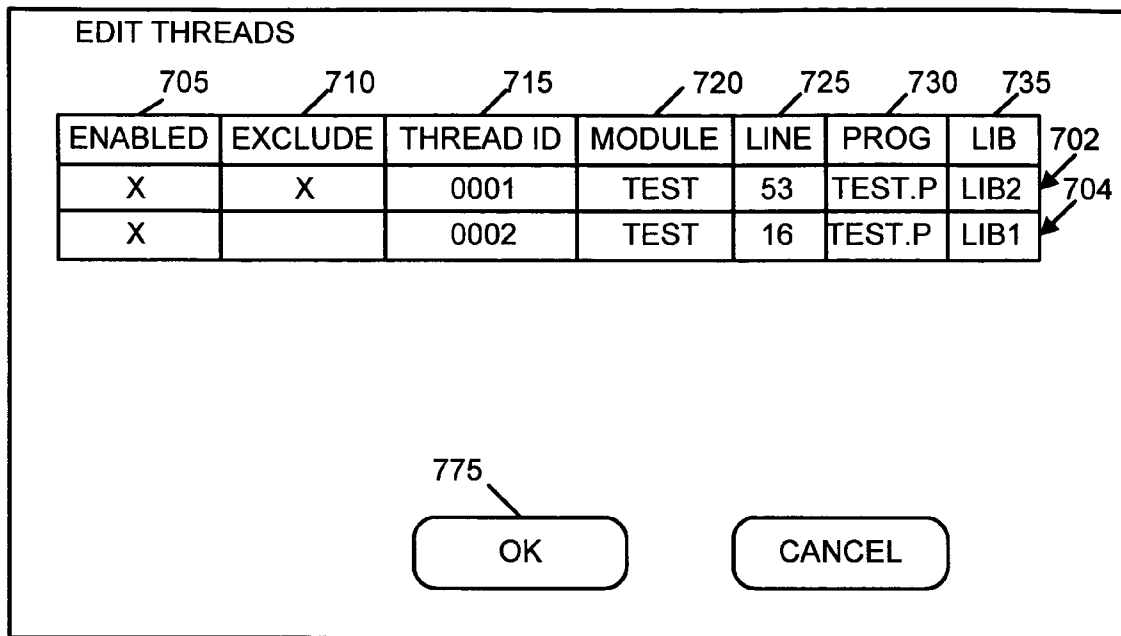 EDIT THREADS
705 710 715 720 725 730 735
ENABLED EXCLUDE THREAD ID MODULE LINE PROG LIB 702
X X 0001 TEST 53 TEST.P LIB2 704
X 0002 TEST 16 TEST.P LIB1
775
OK CANCEL